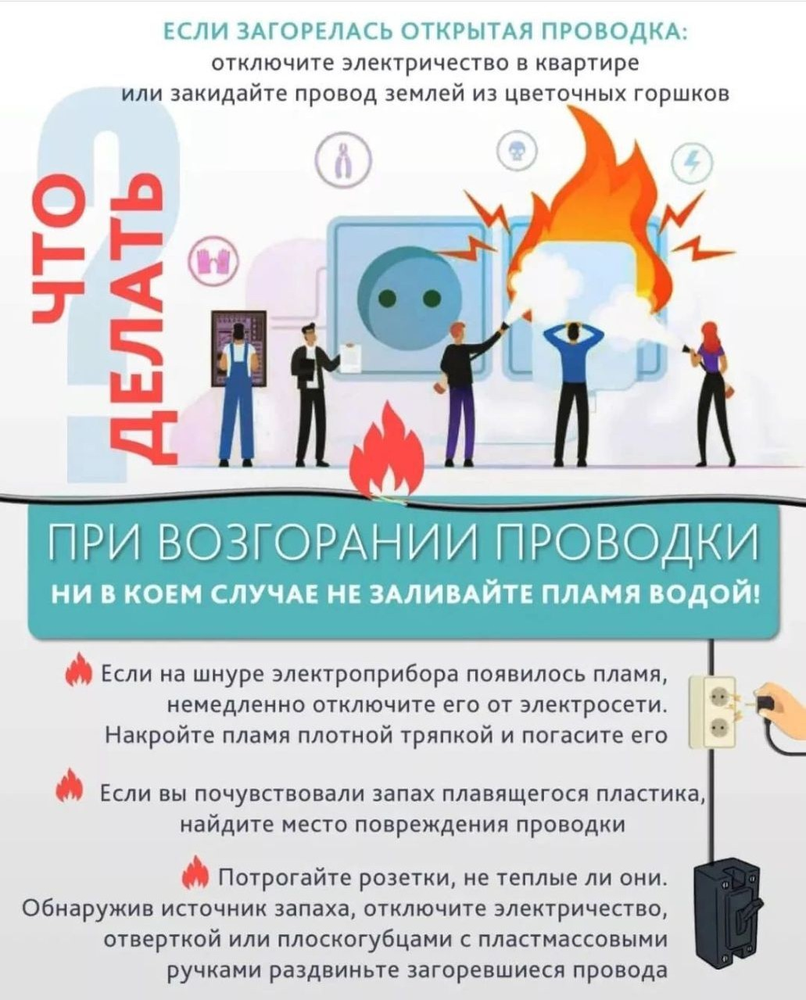 ЕСЛИ ЗАГОРЕЛАСЬ ОТКРЫТАЯ ПРОВОДКА:
отключите электричество в квартире
или закидайте провод землей из цветочных горшков
ЧТО
ДЕЛАТЬ
?
ПРИ ВОЗГОРАНИИ ПРОВОДКИ
НИ В КОЕМ СЛУЧАЕ НЕ ЗАЛИВАЙТЕ ПЛАМЯ ВОДОЙ!
Если на шнуре электроприбора появилось пламя,
немедленно отключите его от электросети.
Накройте пламя плотной тряпкой и погасите его
Если вы почувствовали запах плавящегося пластика,
найдите место повреждения проводки
Потрогайте розетки, не теплые ли они.
Обнаружив источник запаха, отключите электричество,
отверткой или плоскогубцами с пластмассовыми
ручками раздвиньте загоревшиеся провода